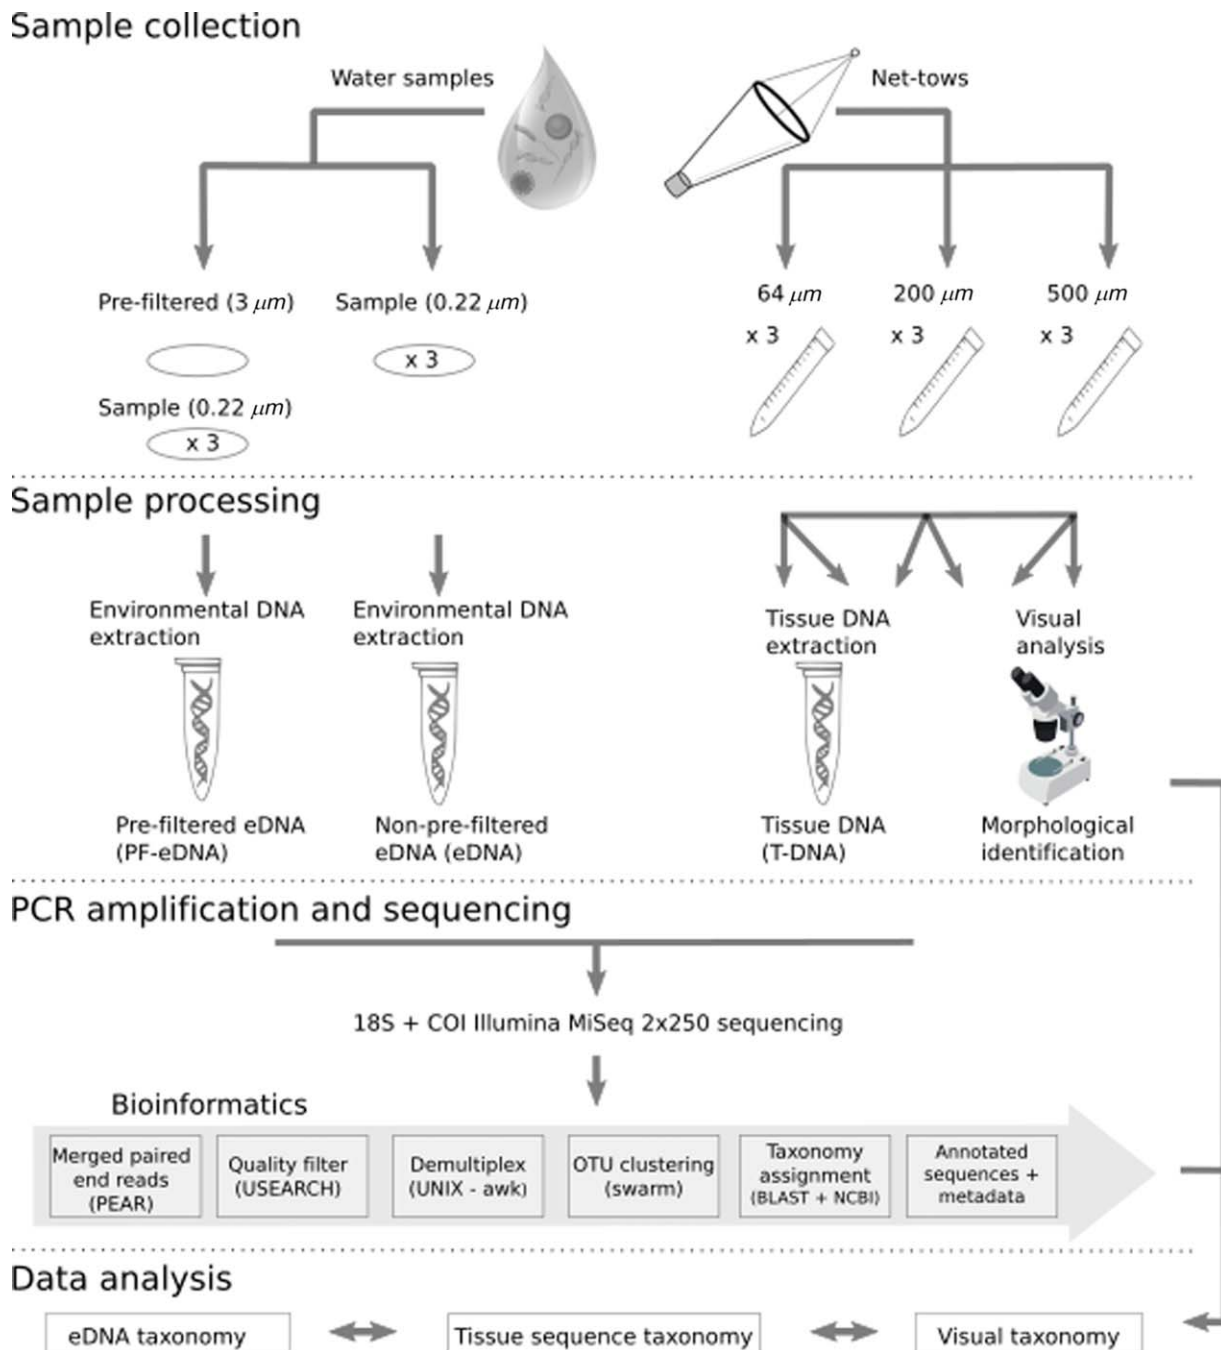 Sample collection
Water samples
Net-tows
Pre-filtered (3 μm)
Sample (0.22 μm)
64 μm
200 μm
500 μm
x 3
x 3
x 3
x 3
Sample (0.22 μm)
x 3
Sample processing
Environmental DNA
extraction
Environmental DNA
extraction
Tissue DNA
extraction
Visual
analysis
Pre-filtered eDNA
(PF-eDNA)
Non-pre-filtered
eDNA (eDNA)
Tissue DNA
(T-DNA)
Morphological
identification
PCR amplification and sequencing
18S + COI Illumina MiSeq 2x250 sequencing
Bioinformatics
Merged paired
end reads
(PEAR)
Quality filter
(USEARCH)
Demultiplex
(UNIX - awk)
OTU clustering
(swarm)
Taxonomy
assignment
(BLAST + NCBI)
Annotated
sequences +
metadata
Data analysis
eDNA taxonomy
Tissue sequence taxonomy
Visual taxonomy